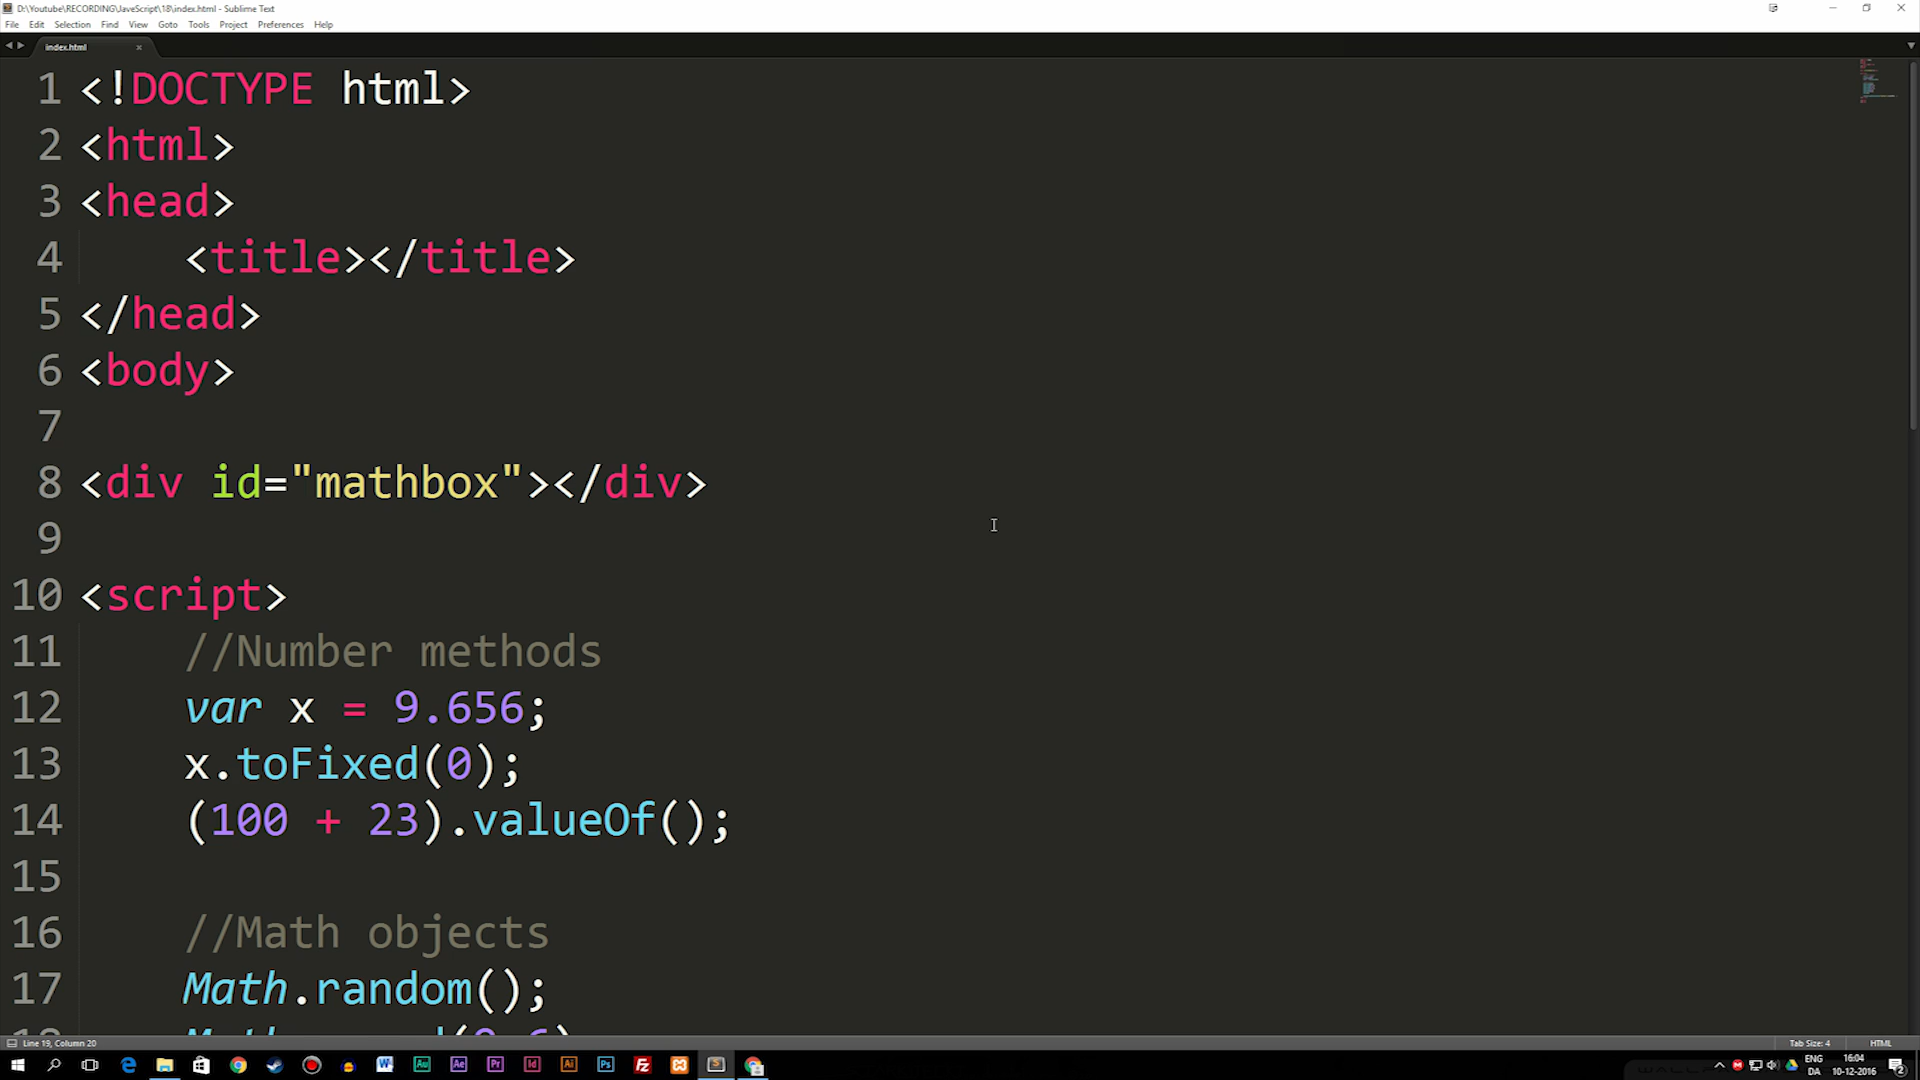 D:\Youtube\RECORDING\JaveScript\18\index.html - Sublime Text
File Edit Selection Find View Goto Tools Project Preferences Help
index.html
1 <!DOCTYPE html>
2 <html>
3 <head>
4 <title></title>
5 </head>
6 <body>
7
8 <div id="mathbox"></div>
9
10 <script>
11 //Number methods
12 var x = 9.656;
13 x.toFixed(0);
14 (100 + 23).valueOf();
15
16 //Math objects
17 Math.random();
Line 19, Column 20
Tab Size: 4 HTML
ENG 16:04
DA 10-12-2016